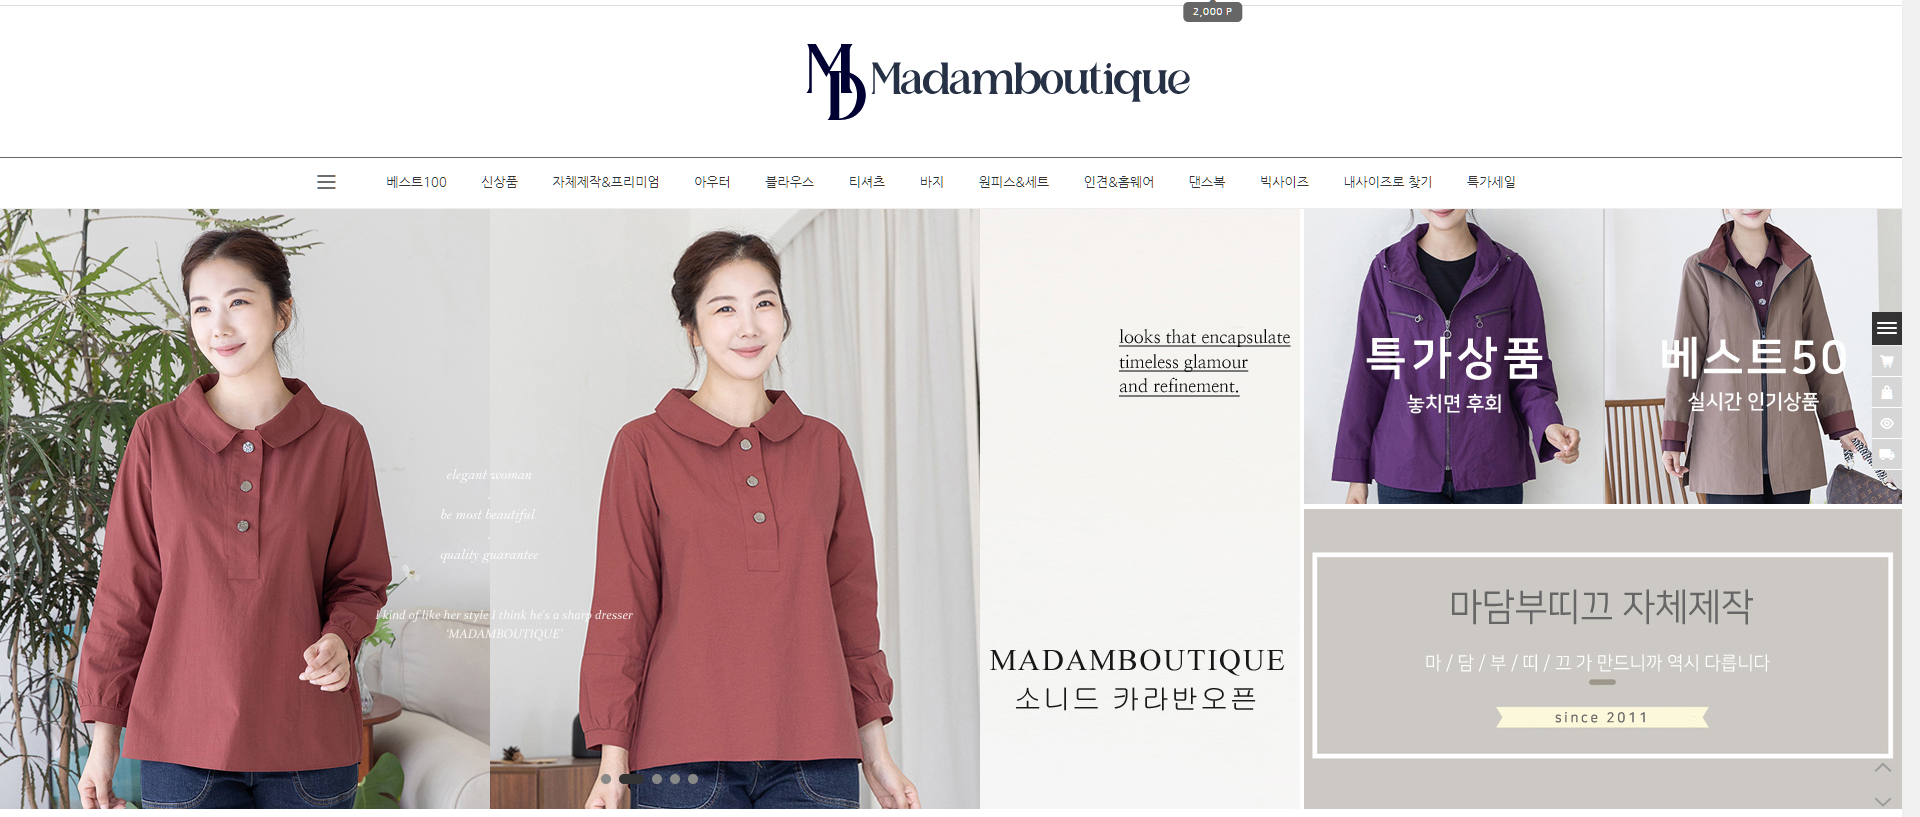 2,000 P
MD Madamboutique
베스트100 신상품 자체제작&프리미엄 아우터 블라우스 티셔츠 바지 원피스&세트 인견&홈웨어 댄스복 빅사이즈 내사이즈로 찾기 특가세일
elegant woman
be most beautiful
quality guarantee
i kind of like her style i think he's a sharp dresser
'MADAMBOUTIQUE'
looks that encapsulate
timeless glamour
and refinement.
MADAMBOUTIQUE
소니드 카라반오픈
특가상품
놓치면 후회
베스트50
실시간 인기상품
마담부띠끄 자체제작
마 / 담 / 부 / 띠 / 끄 가 만드니까 역시 다릅니다
since 2011